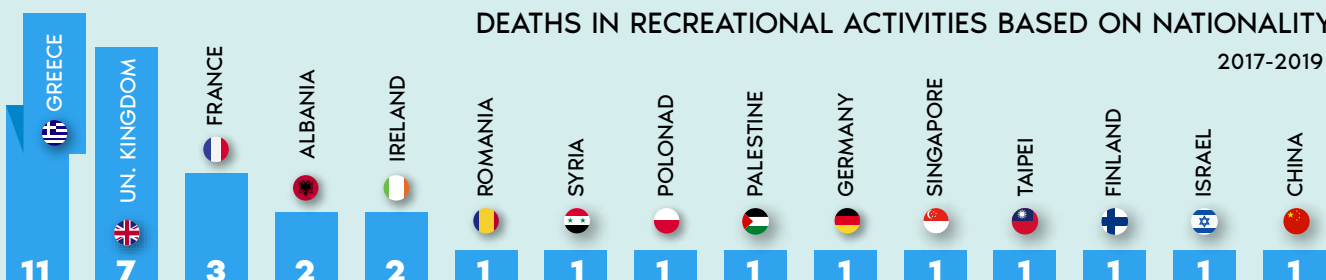 DEATHS IN RECREATIONAL ACTIVITIES BASED ON NATIONALITY
2017-2019
GREECE
UN. KINGDOM
FRANCE
ALBANIA
IRELAND
ROMANIA
SYRIA
POLONAD
PALESTINE
GERMANY
SINGAPORE
TAIPEI
FINLAND
ISRAEL
CHINA
11 7 3 2 2 1 1 1 1 1 1 1 1 1 1